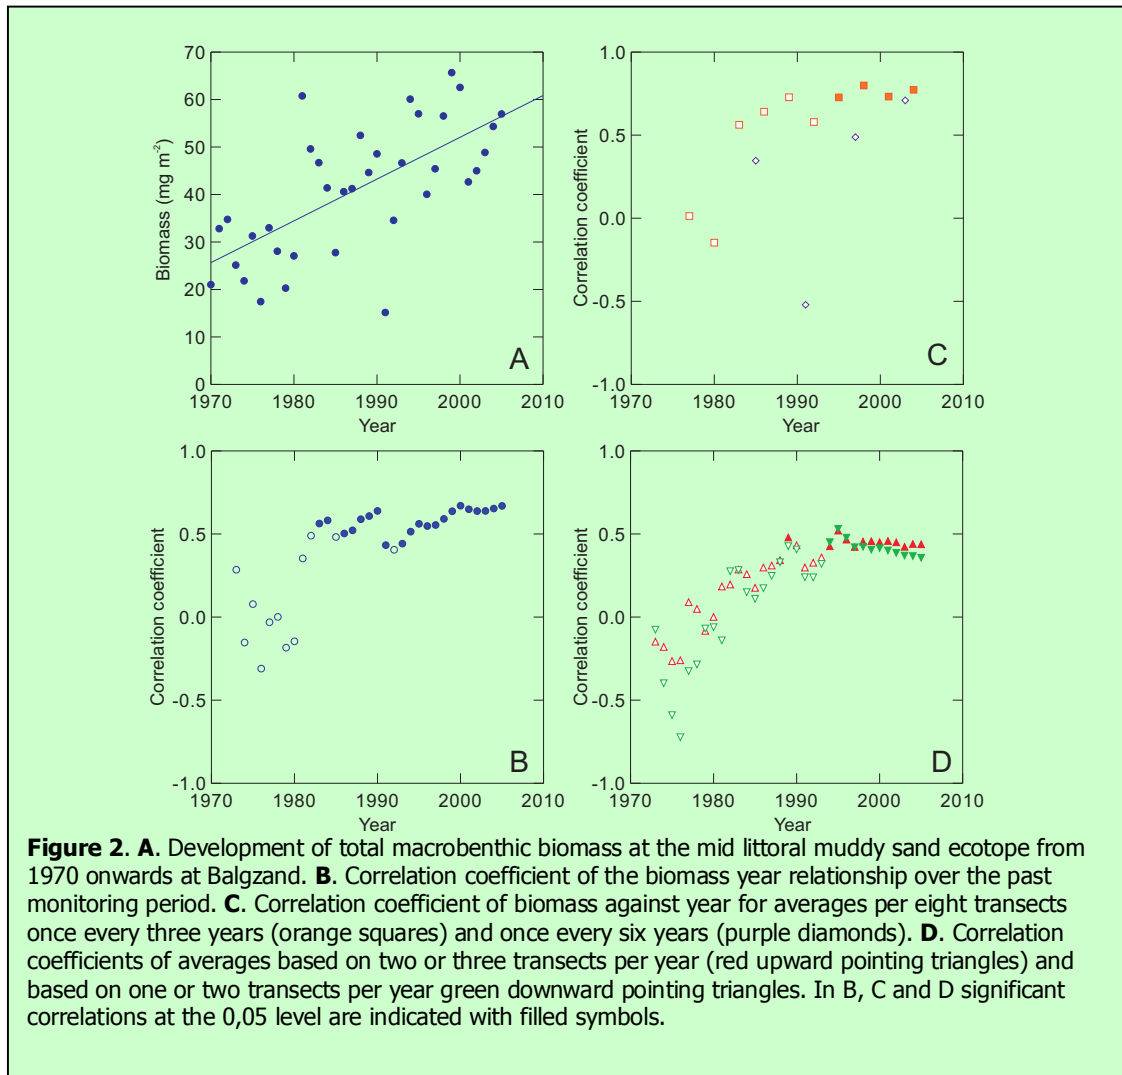 70
60
50
40
30
20
10
0
Biomass (mg m⁻²)
1970 1980 1990 2000 2010
Year
A
1.0
0.5
0.0
-0.5
-1.0
Correlation coefficient
1970 1980 1990 2000 2010
Year
C
1.0
0.5
0.0
-0.5
-1.0
Correlation coefficient
1970 1980 1990 2000 2010
Year
B
1.0
0.5
0.0
-0.5
-1.0
Correlation coefficient
1970 1980 1990 2000 2010
Year
D
Figure 2. A. Development of total macrobenthic biomass at the mid littoral muddy sand ecotope from
1970 onwards at Balgzand. B. Correlation coefficient of the biomass year relationship over the past
monitoring period. C. Correlation coefficient of biomass against year for averages per eight transects
once every three years (orange squares) and once every six years (purple diamonds). D. Correlation
coefficients of averages based on two or three transects per year (red upward pointing triangles) and
based on one or two transects per year green downward pointing triangles. In B, C and D significant
correlations at the 0,05 level are indicated with filled symbols.